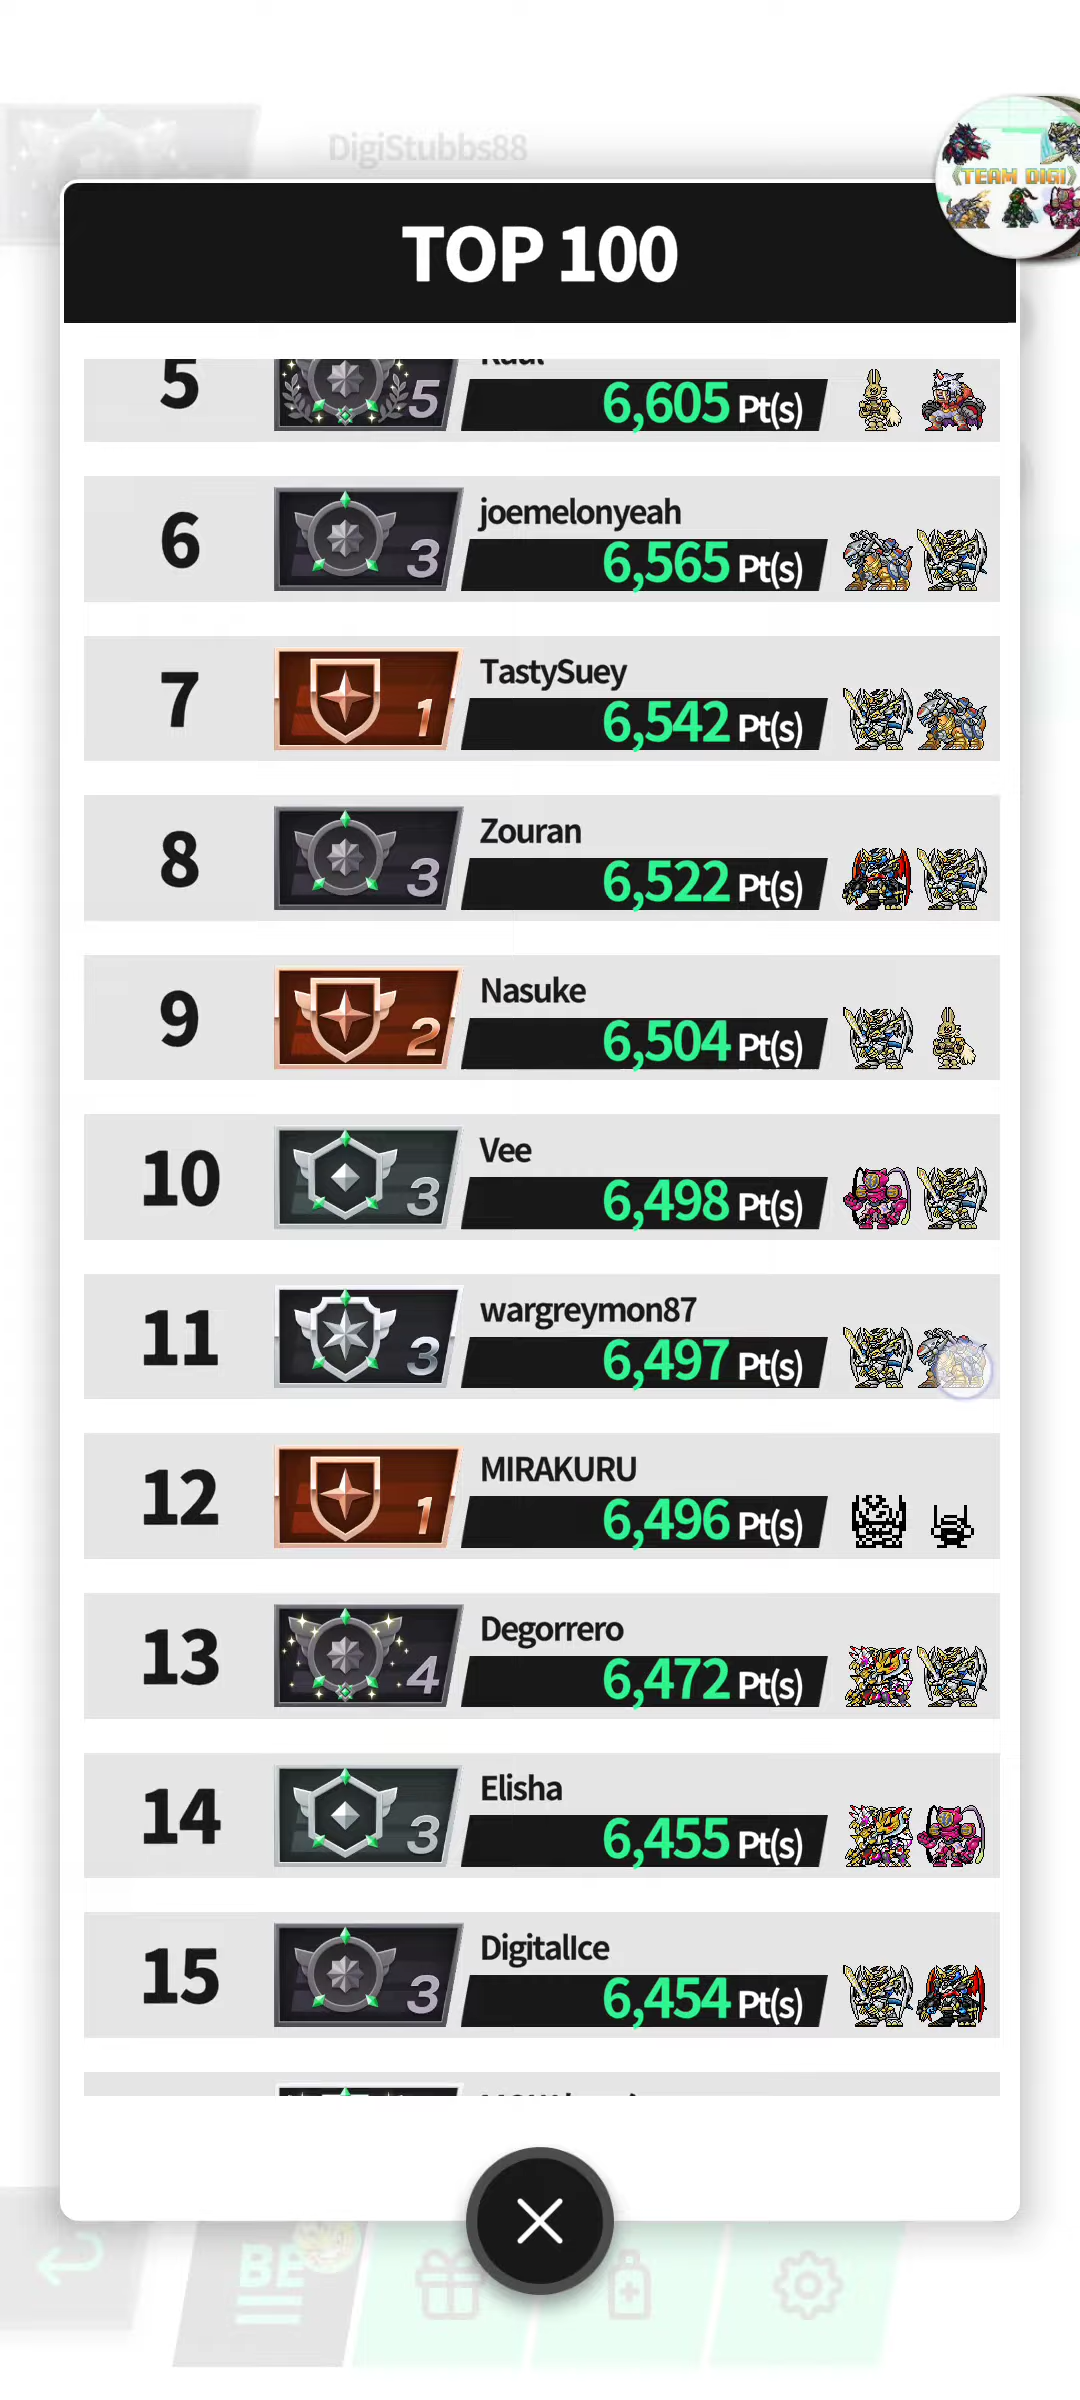 DigiStubbs88
《TEAM DIGI》
TOP 100
5
5
6,605 Pt(s)
6
3
joemelonyeah
6,565 Pt(s)
7
1
TastySuey
6,542 Pt(s)
8
3
Zouran
6,522 Pt(s)
9
2
Nasuke
6,504 Pt(s)
10
3
Vee
6,498 Pt(s)
11
3
wargreymon87
6,497 Pt(s)
12
1
MIRAKURU
6,496 Pt(s)
13
4
Degorrero
6,472 Pt(s)
14
3
Elisha
6,455 Pt(s)
15
3
DigitalIce
6,454 Pt(s)
BE